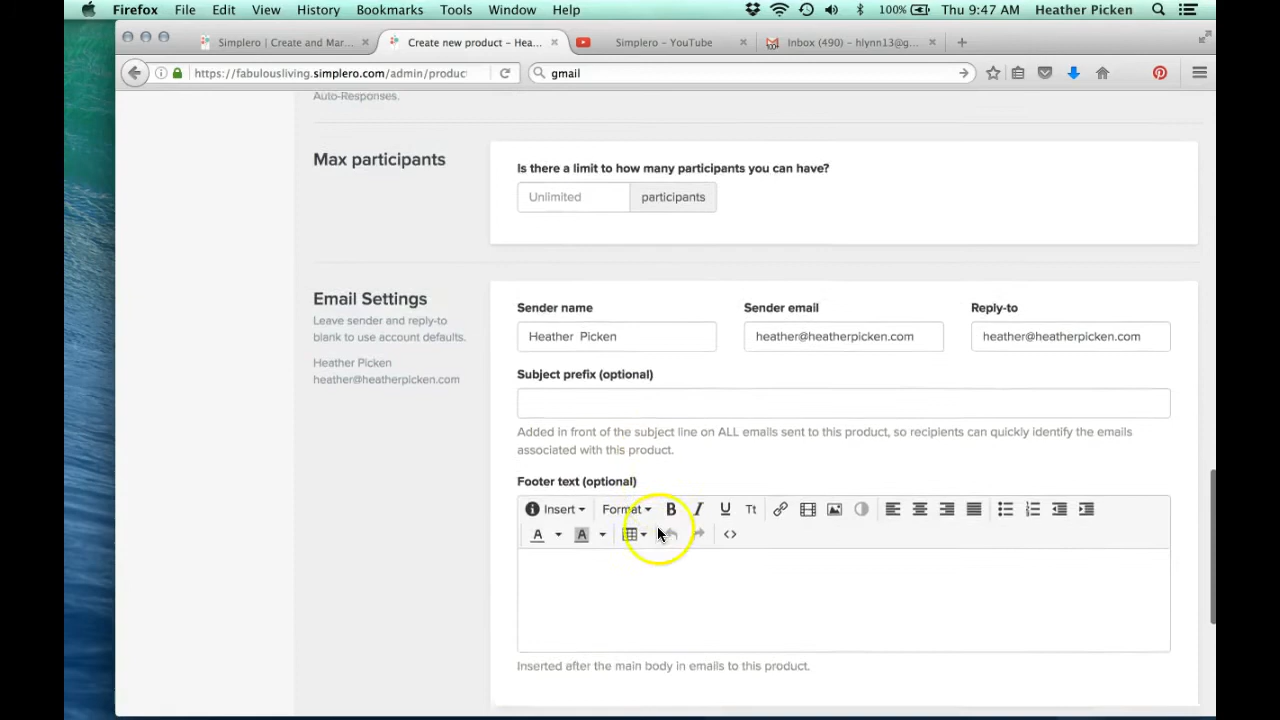 Firefox File Edit View History Bookmarks Tools Window Help 100% Thu 9:47 AM Heather Picken
Simplero | Create and Mar... Create new product – Hea... Simplero – YouTube Inbox (490) – hlynn13@g...
https://fabulousliving.simplero.com/admin/produc gmail
Auto-Responses.
Max participants
Is there a limit to how many participants you can have?
Unlimited participants
Email Settings
Leave sender and reply-to
blank to use account defaults.
Heather Picken
heather@heatherpicken.com
Sender name Sender email Reply-to
Heather Picken heather@heatherpicken.com heather@heatherpicken.com
Subject prefix (optional)
Added in front of the subject line on ALL emails sent to this product, so recipients can quickly identify the emails
associated with this product.
Footer text (optional)
Insert Format B I U Tt
A A <>
Inserted after the main body in emails to this product.